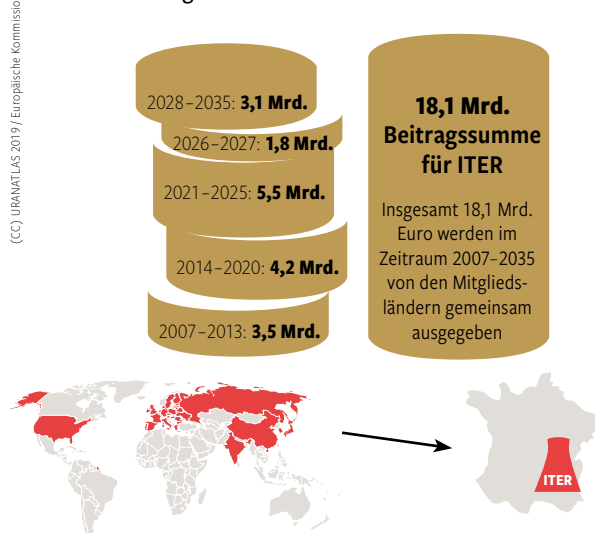 2028–2035: 3,1 Mrd.
2026–2027: 1,8 Mrd.
2021–2025: 5,5 Mrd.
2014–2020: 4,2 Mrd.
2007–2013: 3,5 Mrd.
18,1 Mrd.
Beitragssumme
für ITER
Insgesamt 18,1 Mrd.
Euro werden im
Zeitraum 2007–2035
von den Mitglieds-
ländern gemeinsam
ausgegeben
ITER
(CC) URANATLAS 2019 / Europäische